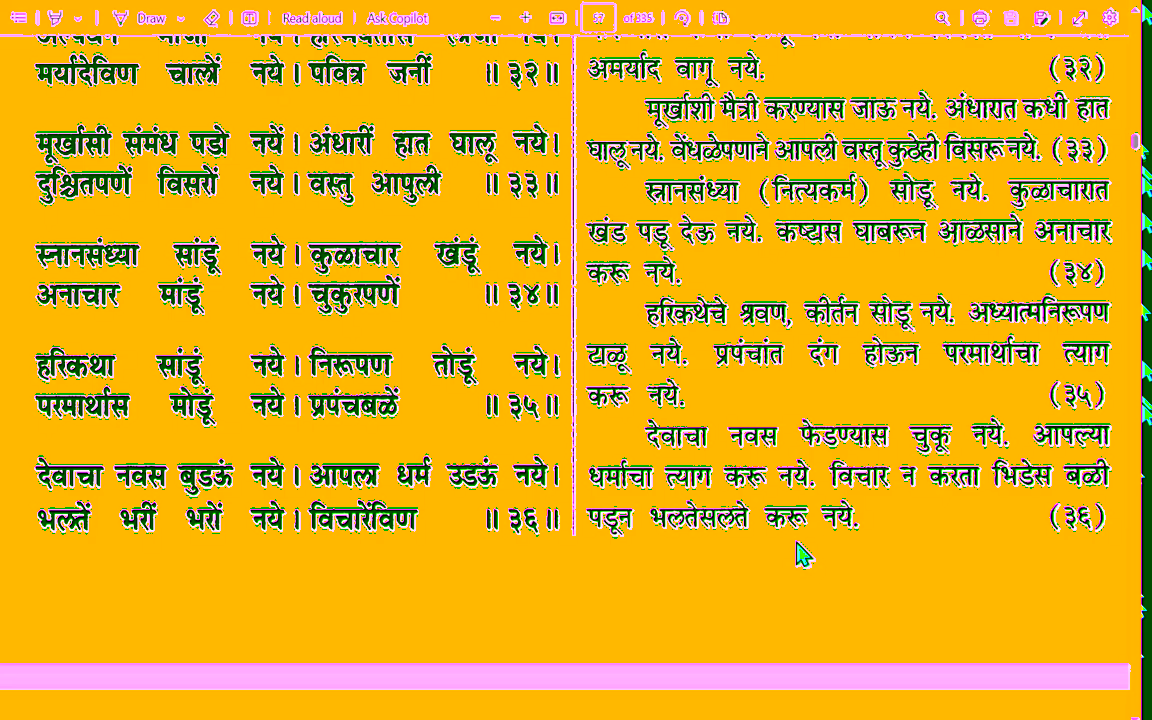 Draw
Read aloud
Ask Copilot
57 of 335
मर्यादेविण चालों नये । पवित्र जनीं ॥ ३२ ॥
मूर्खासी संमंध पडो नयें । अंधारीं हात घालू नये ।
दुश्चितपणें विसरों नये । वस्तु आपुली ॥ ३३ ॥
स्नानसंध्या सांडूं नये । कुळाचार खंडूं नये ।
अनाचार मांडूं नये । चुकुरपणें ॥ ३४ ॥
हरिकथा सांडूं नये । निरूपण तोडूं नये ।
परमार्थास मोडूं नये । प्रपंचबळें ॥ ३५ ॥
देवाचा नवस बुडऊं नये । आपला धर्म उडऊं नये ।
भलतें भरीं भरों नये । विचारेंविण ॥ ३६ ॥
अमर्याद वागू नये. (३२)
मूर्खाशी मैत्री करण्यास जाऊ नये. अंधारात कधी हात
घालू नये. वेंधळेपणाने आपली वस्तू कुठेही विसरू नये. (३३)
स्नानसंध्या (नित्यकर्म) सोडू नये. कुळाचारात
खंड पडू देऊ नये. कष्टास घाबरून आळसाने अनाचार
करू नये. (३४)
हरिकथेचे श्रवण, कीर्तन सोडू नये. अध्यात्मनिरूपण
टाळू नये. प्रपंचांत दंग होऊन परमार्थाचा त्याग
करू नये. (३५)
देवाचा नवस फेडण्यास चुकू नये. आपल्या
धर्माचा त्याग करू नये. विचार न करता भिडेस बळी
पडून भलतेसलते करू नये. (३६)